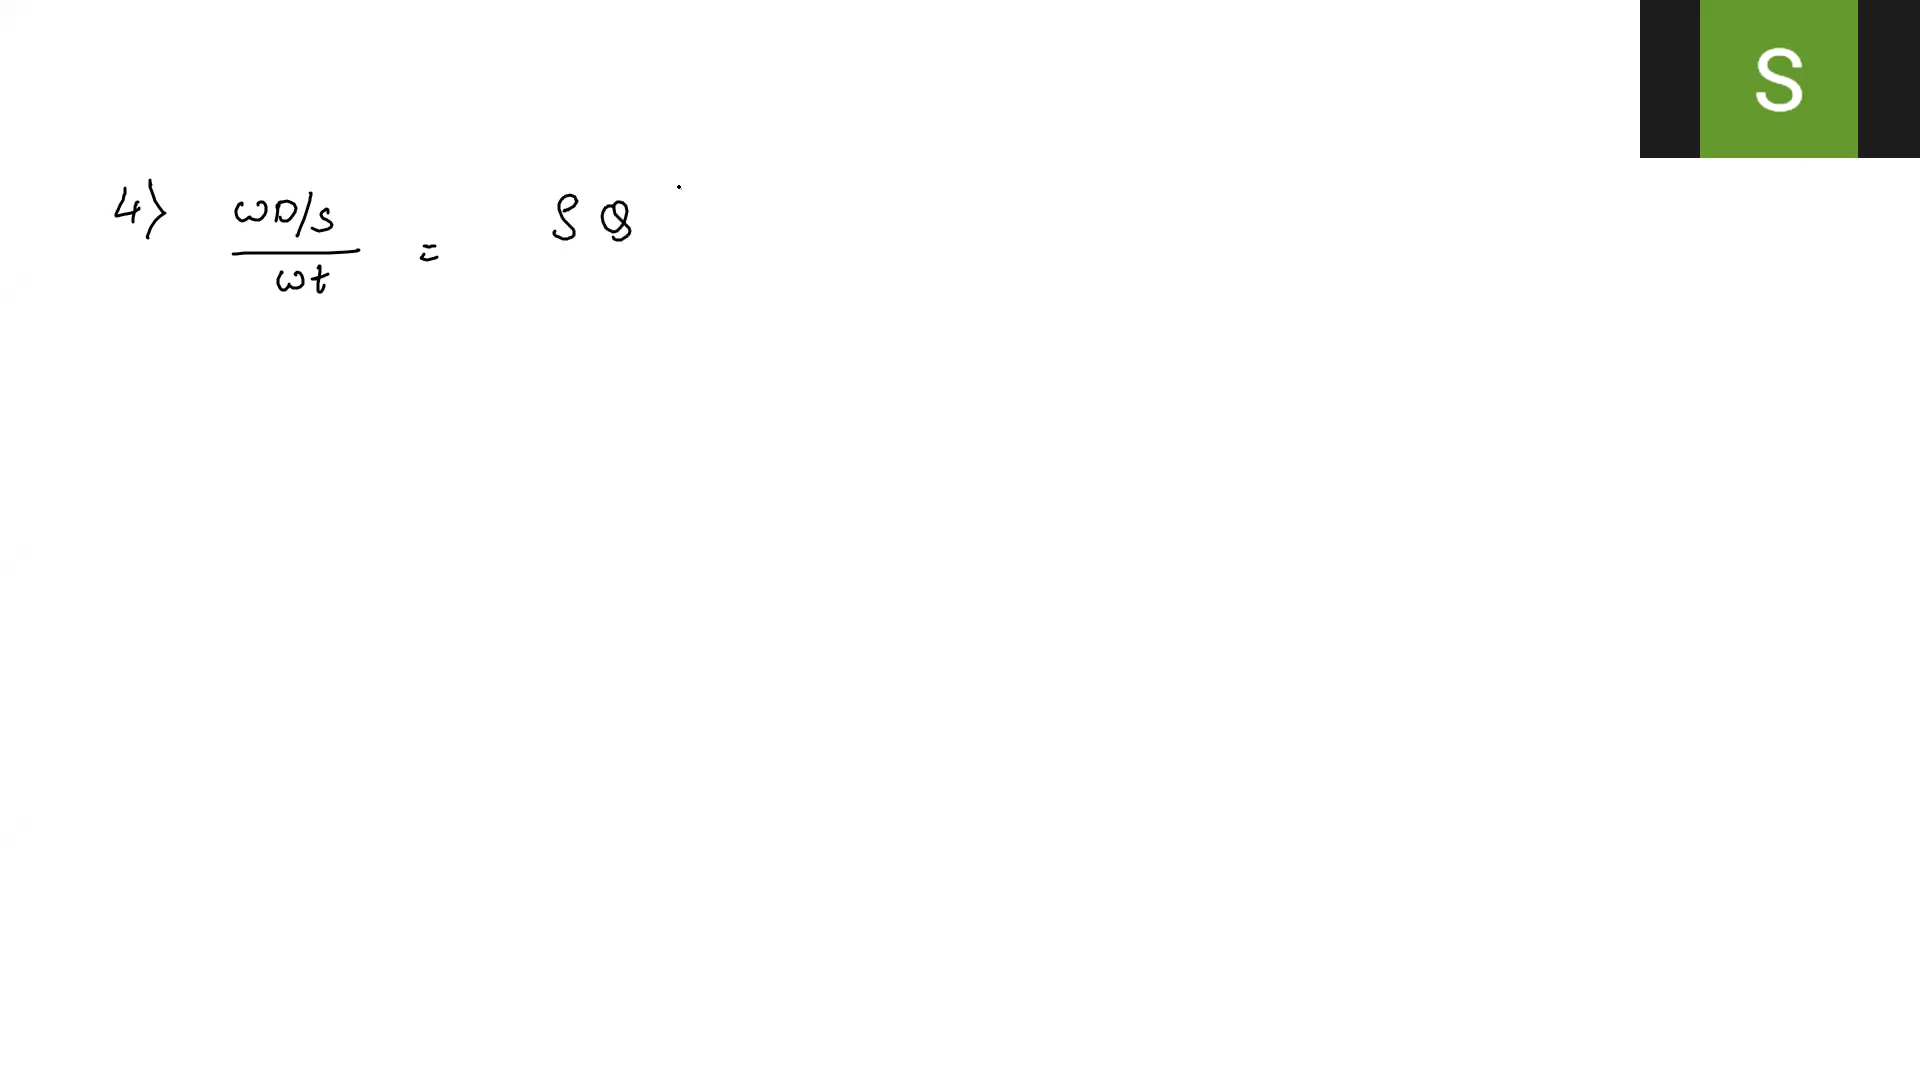 S
4) WD/s = ρ Q
wt